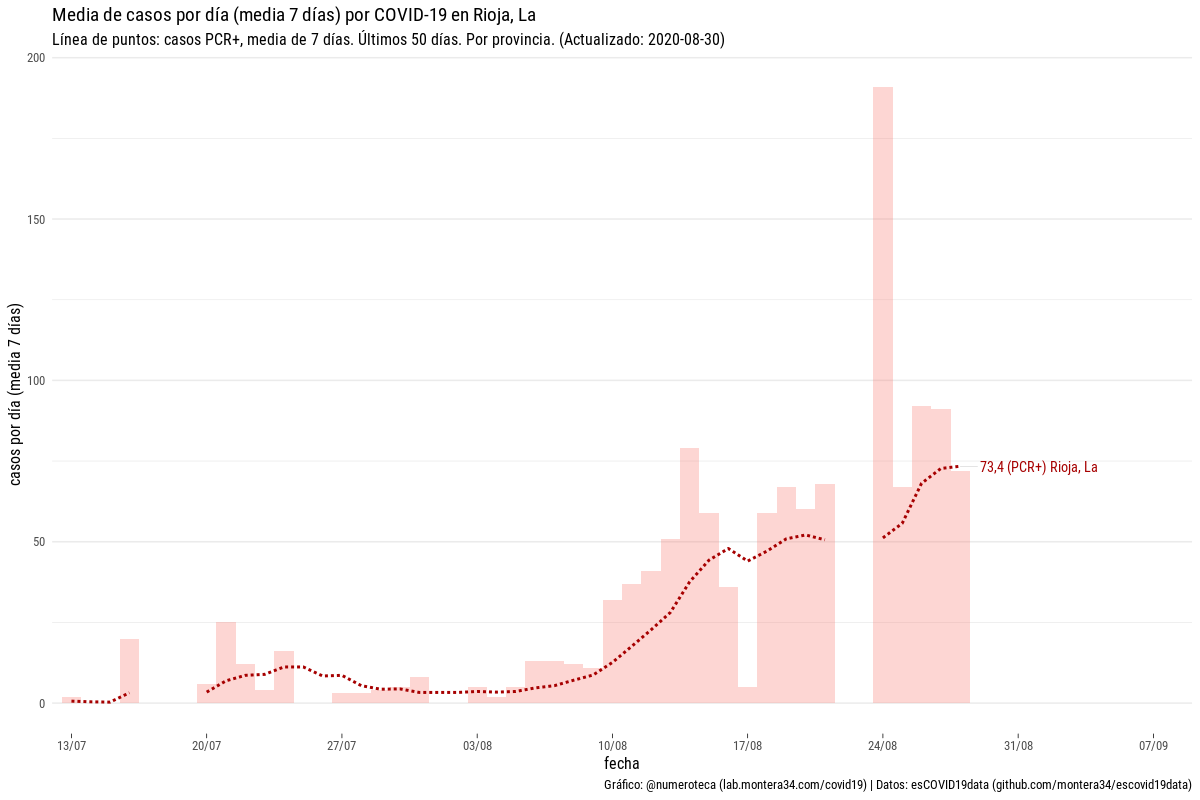 Media de casos por día (media 7 días) por COVID-19 en Rioja, La
Línea de puntos: casos PCR+, media de 7 días. Últimos 50 días. Por provincia. (Actualizado: 2020-08-30)
casos por día (media 7 días)
200
150
100
50
0
73,4 (PCR+) Rioja, La
13/07 20/07 27/07 03/08 10/08 17/08 24/08 31/08 07/09
fecha
Gráfico: @numeroteca (lab.montera34.com/covid19) | Datos: esCOVID19data (github.com/montera34/escovid19data)